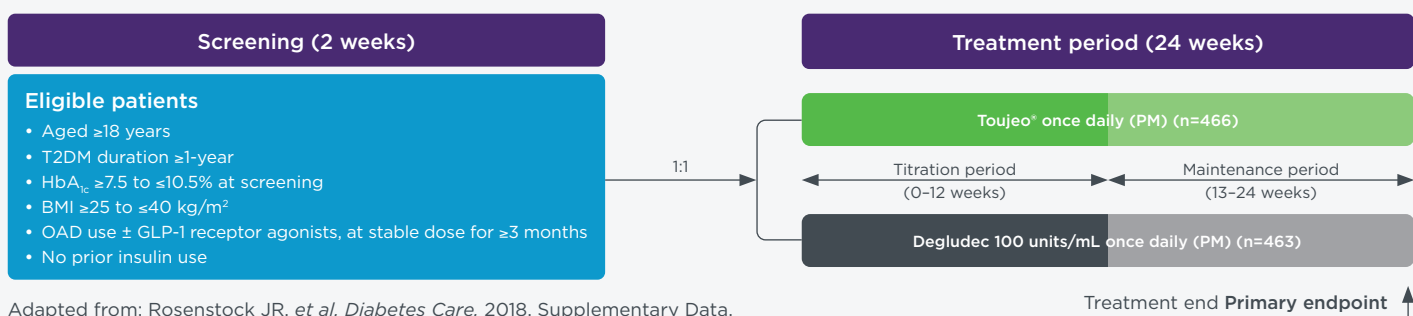 Screening (2 weeks)
Treatment period (24 weeks)
Eligible patients
• Aged ≥18 years
• T2DM duration ≥1-year
• HbA1c ≥7.5 to ≤10.5% at screening
• BMI ≥25 to ≤40 kg/m²
• OAD use ± GLP-1 receptor agonists, at stable dose for ≥3 months
• No prior insulin use
1:1
Toujeo® once daily (PM) (n=466)
Titration period
(0–12 weeks)
Maintenance period
(13–24 weeks)
Degludec 100 units/mL once daily (PM) (n=463)
Treatment end Primary endpoint
Adapted from: Rosenstock JR, et al. Diabetes Care. 2018. Supplementary Data.